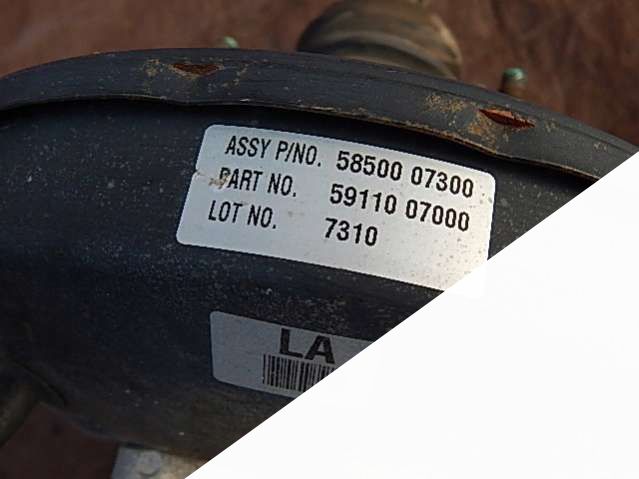 ASSY P/NO. 58500 07300
PART NO. 59110 07000
LOT NO. 7310
LA